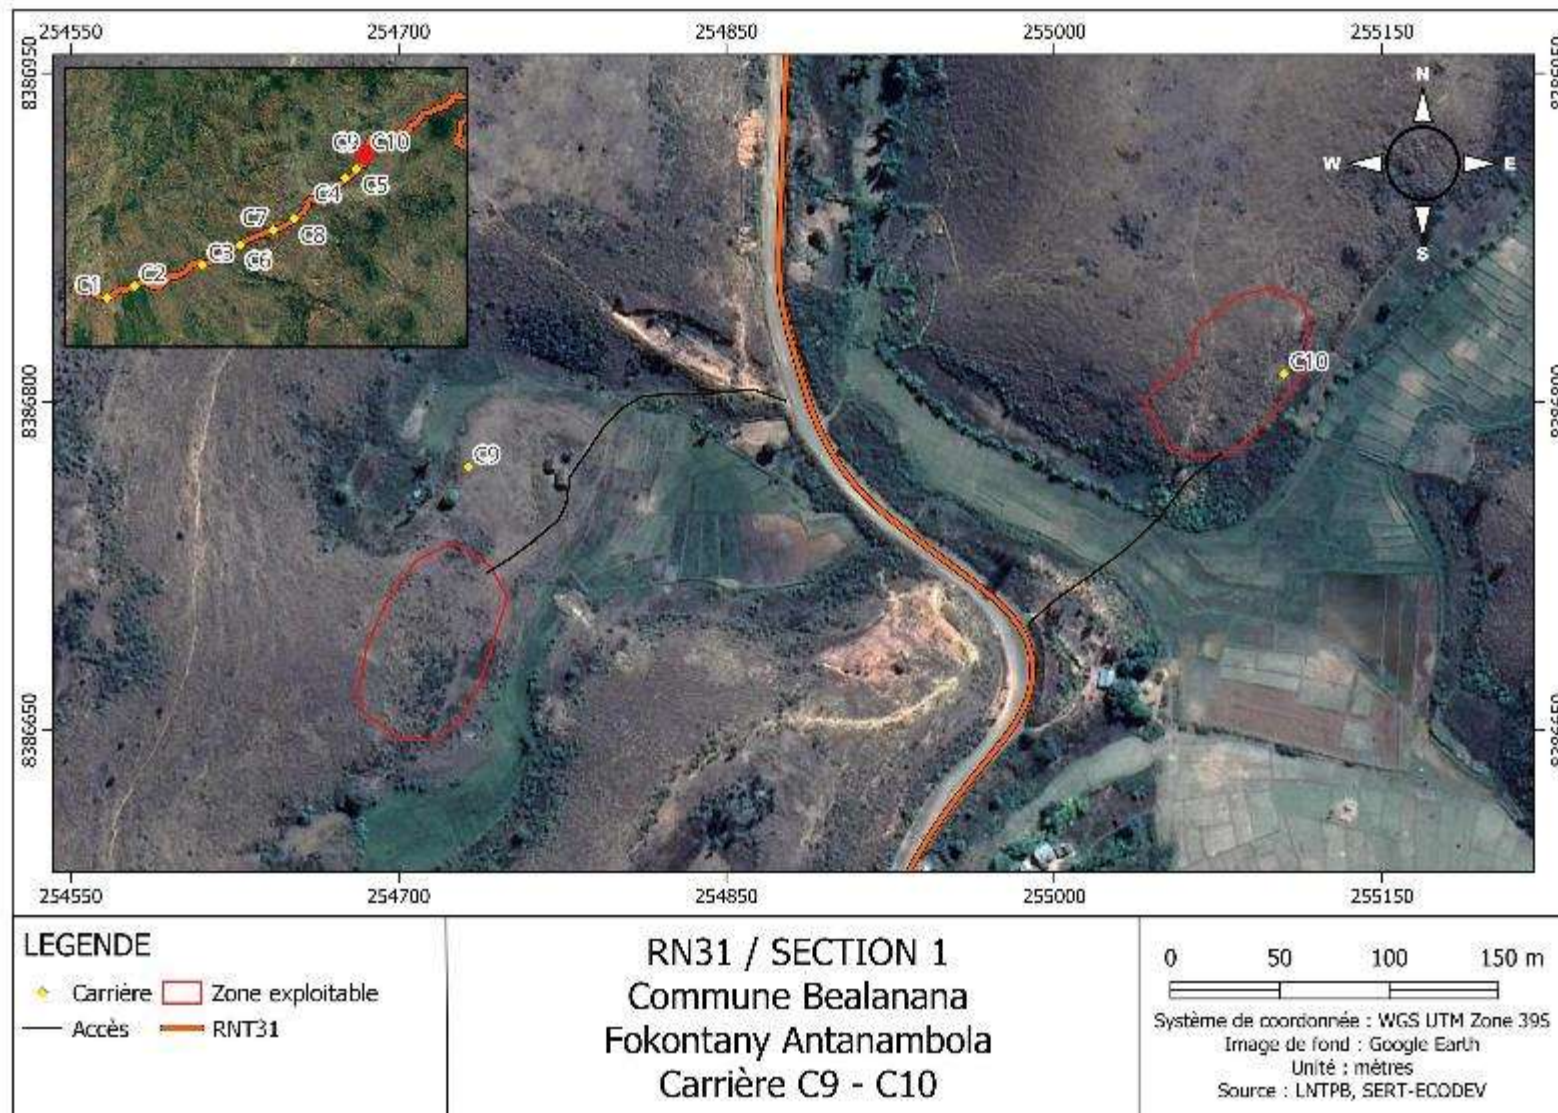 254550 254700 254850 255000 255150
8386950
8386800
8386650
8386950
8386800
8386650
N
W E
S
C9 C10
C4 C5
C7
C8
C3
C6
C2
C1
C10
C9
254550 254700 254850 255000 255150
LEGENDE
Carrière Zone exploitable
Accès RNT31
RN31 / SECTION 1
Commune Bealanana
Fokontany Antanambola
Carrière C9 - C10
0 50 100 150 m
Système de coordonnée : WGS UTM Zone 39S
Image de fond : Google Earth
Unité : mètres
Source : LNTPB, SERT-ECODEV